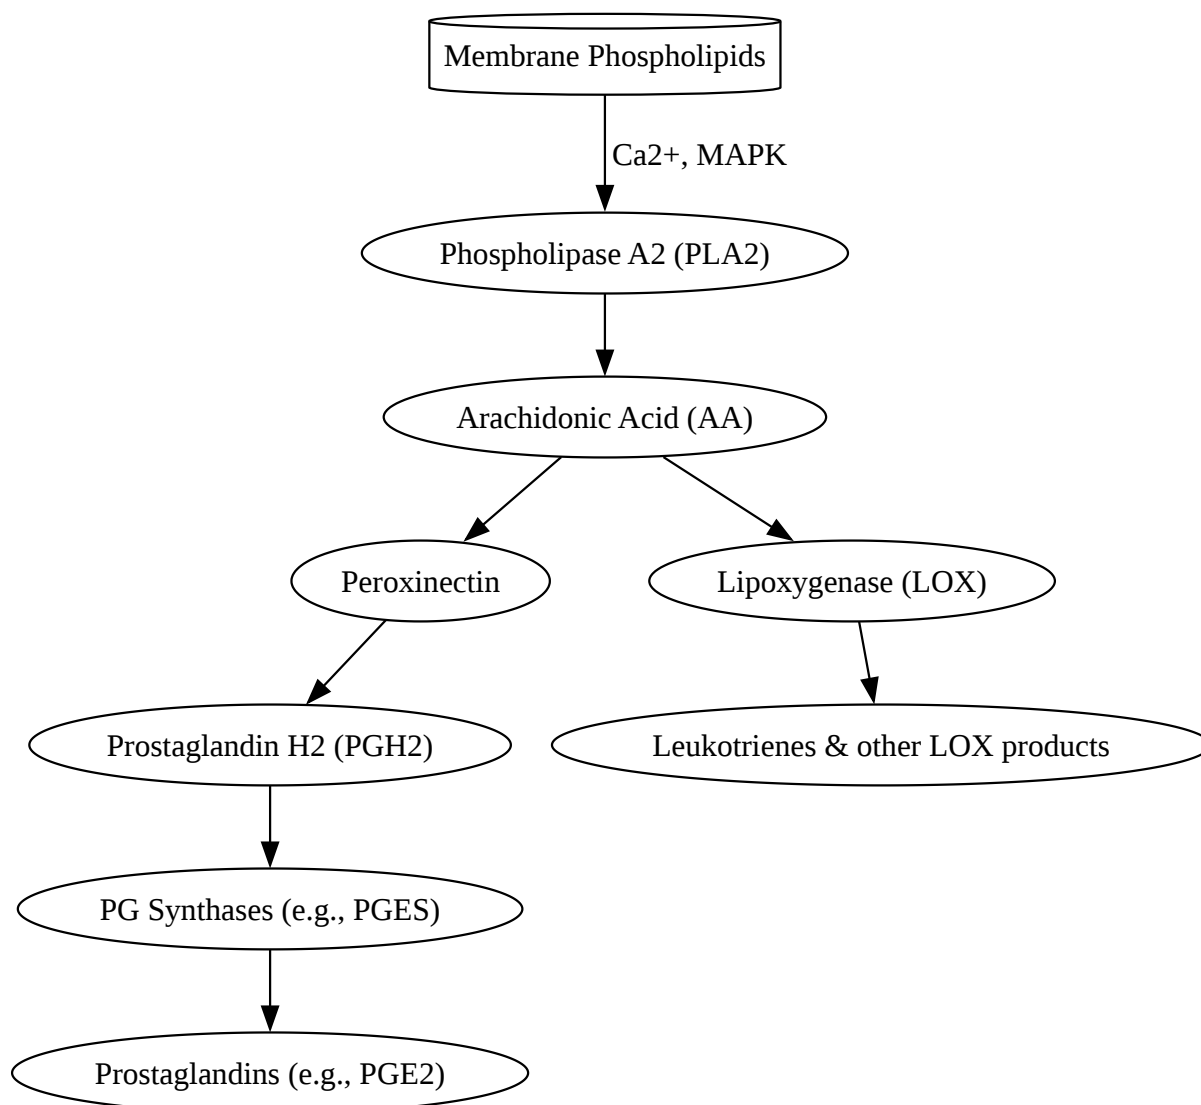 Membrane Phospholipids
Ca2+, MAPK
Phospholipase A2 (PLA2)
Arachidonic Acid (AA)
Peroxinectin
Lipoxygenase (LOX)
Prostaglandin H2 (PGH2)
Leukotrienes & other LOX products
PG Synthases (e.g., PGES)
Prostaglandins (e.g., PGE2)